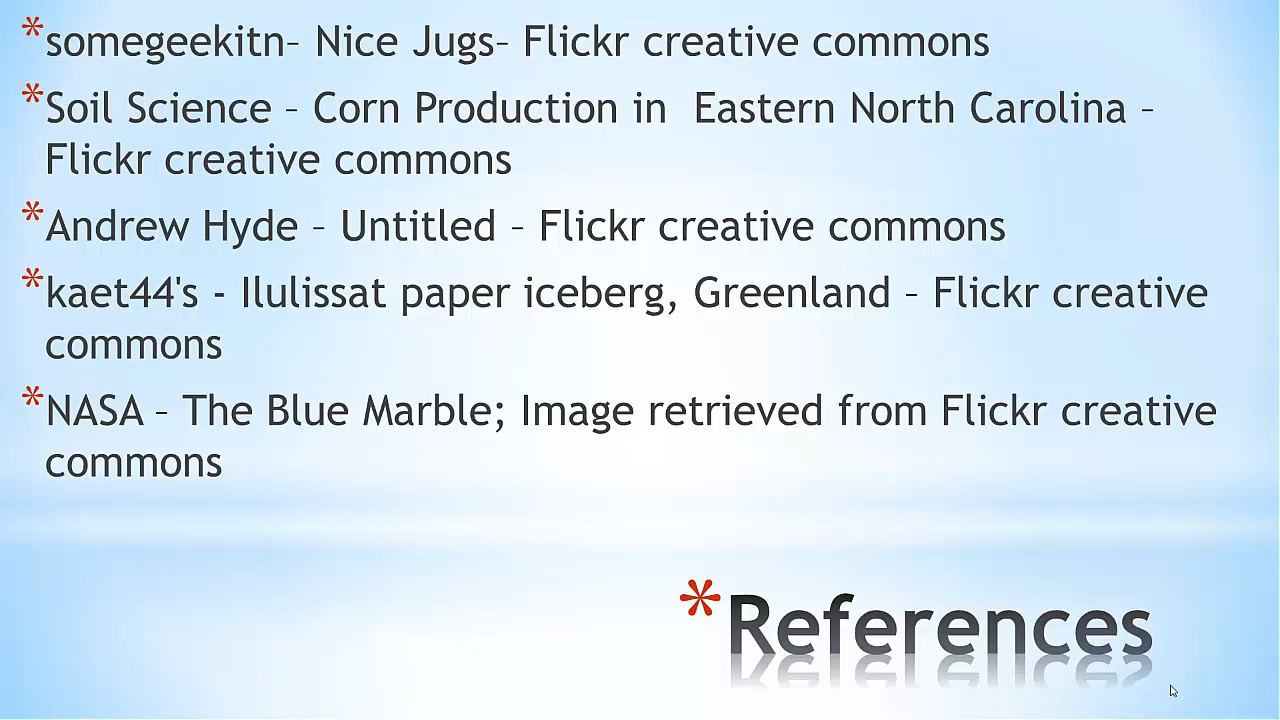 *somegeekitn– Nice Jugs– Flickr creative commons
*Soil Science – Corn Production in  Eastern North Carolina –
Flickr creative commons
*Andrew Hyde – Untitled – Flickr creative commons
*kaet44's - Ilulissat paper iceberg, Greenland – Flickr creative
commons
*NASA – The Blue Marble; Image retrieved from Flickr creative
commons
*References